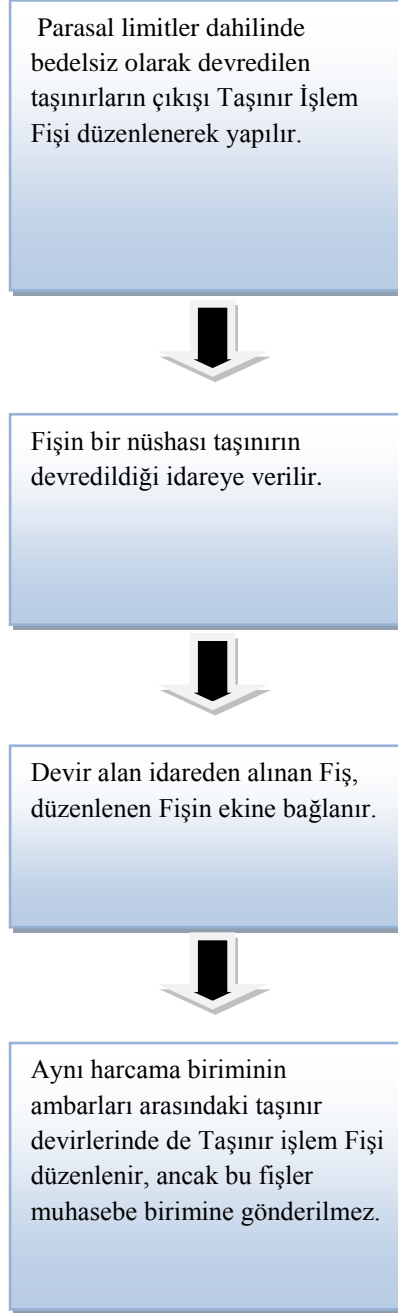 Parasal limitler dahilinde
bedelsiz olarak devredilen
taşınırların çıkışı Taşınır İşlem
Fişi düzenlenerek yapılır.
Fişin bir nüshası taşınırın
devredildiği idareye verilir.
Devir alan idareden alınan Fiş,
düzenlenen Fişin ekine bağlanır.
Aynı harcama biriminin
ambarları arasındaki taşınır
devirlerinde de Taşınır işlem Fişi
düzenlenir, ancak bu fişler
muhasebe birimine gönderilmez.